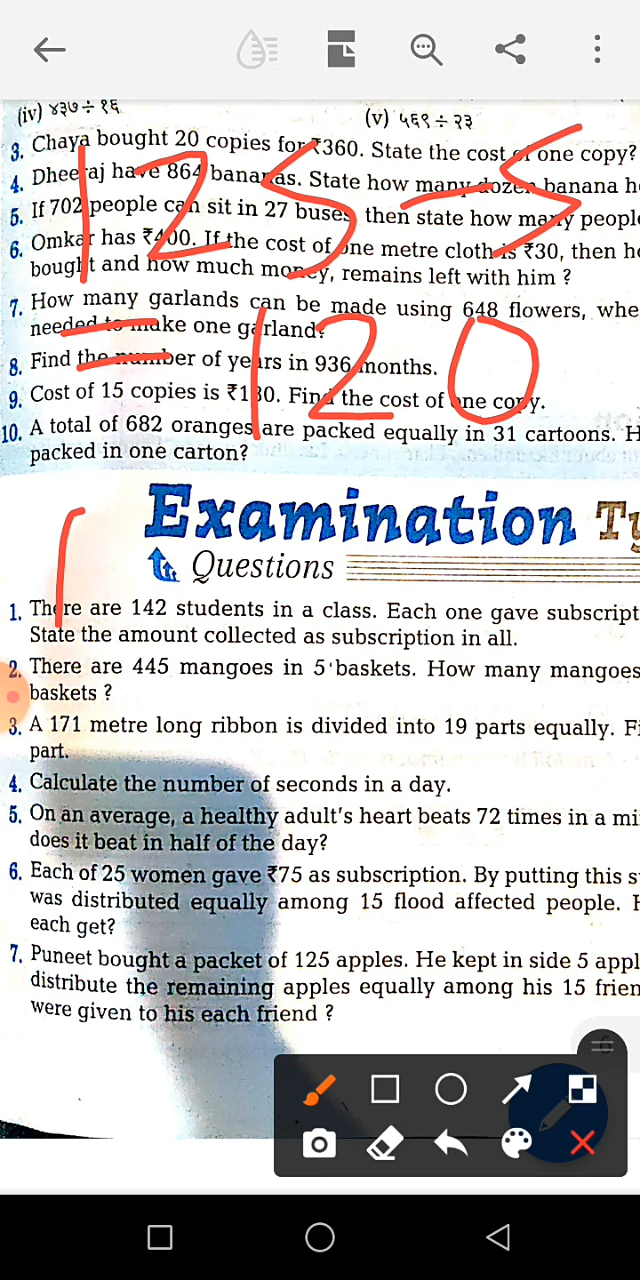 (iv) ४३७ ÷ १६ (v) ५६९ ÷ २३
3. Chaya bought 20 copies for ₹360. State the cost of one copy?
4. Dheeraj have 864 bananas. State how many dozen banana h
5. If 702 people can sit in 27 buses, then state how many people
6. Omkar has ₹400. If the cost of one metre cloth is ₹30, then h
bought and how much money, remains left with him ?
7. How many garlands can be made using 648 flowers, whe
needed to make one garland?
8. Find the number of years in 936 months.
9. Cost of 15 copies is ₹180. Find the cost of one copy.
10. A total of 682 oranges are packed equally in 31 cartoons. H
packed in one carton?
125 - 5
= 120
Examination Ty
Questions
1. There are 142 students in a class. Each one gave subscript
State the amount collected as subscription in all.
2. There are 445 mangoes in 5 baskets. How many mangoes
baskets ?
3. A 171 metre long ribbon is divided into 19 parts equally. Fi
part.
4. Calculate the number of seconds in a day.
5. On an average, a healthy adult's heart beats 72 times in a mi
does it beat in half of the day?
6. Each of 25 women gave ₹75 as subscription. By putting this s
was distributed equally among 15 flood affected people. H
each get?
7. Puneet bought a packet of 125 apples. He kept in side 5 appl
distribute the remaining apples equally among his 15 frien
were given to his each friend ?